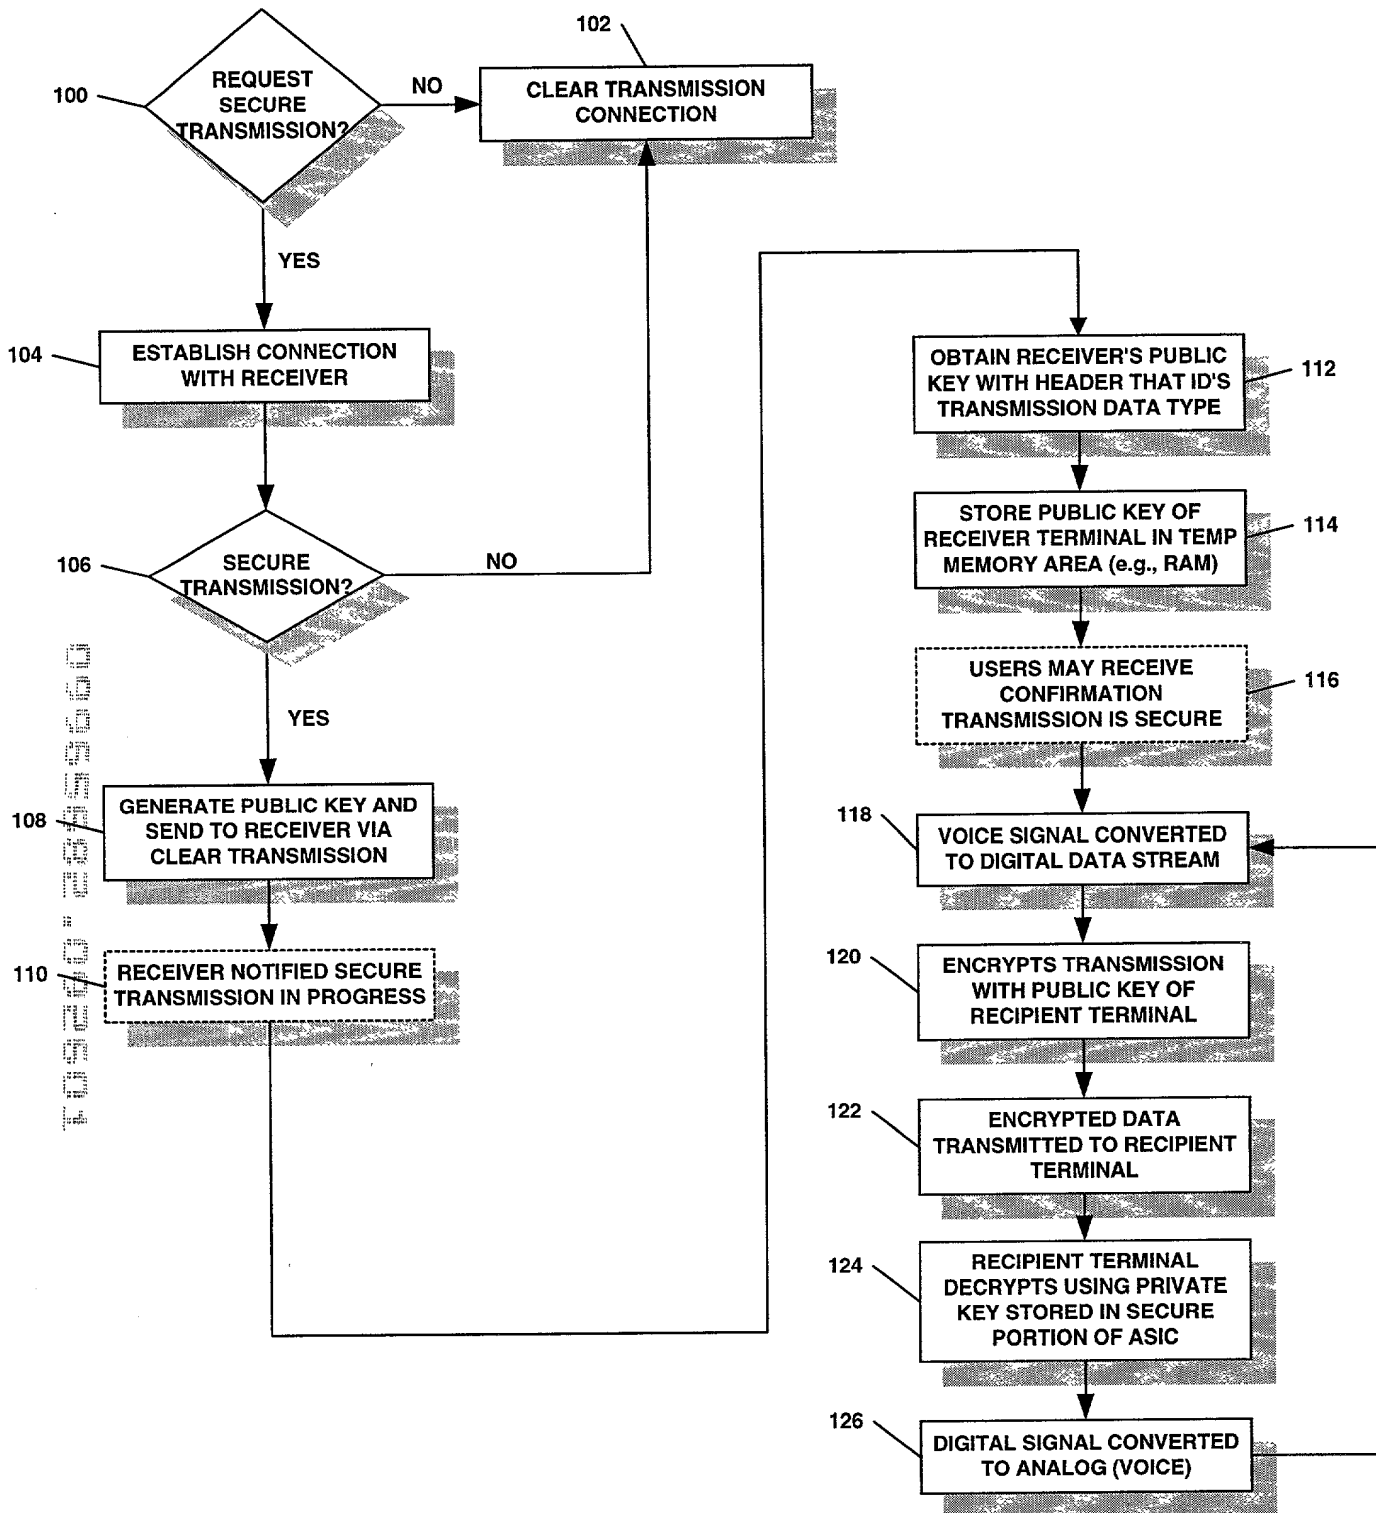 100
REQUEST
SECURE
TRANSMISSION?
NO
102
CLEAR TRANSMISSION
CONNECTION
YES
104
ESTABLISH CONNECTION
WITH RECEIVER
106
SECURE
TRANSMISSION?
NO
YES
108
GENERATE PUBLIC KEY AND
SEND TO RECEIVER VIA
CLEAR TRANSMISSION
110
RECEIVER NOTIFIED SECURE
TRANSMISSION IN PROGRESS
OBTAIN RECEIVER'S PUBLIC
KEY WITH HEADER THAT ID'S
TRANSMISSION DATA TYPE
112
STORE PUBLIC KEY OF
RECEIVER TERMINAL IN TEMP
MEMORY AREA (e.g., RAM)
114
USERS MAY RECEIVE
CONFIRMATION
TRANSMISSION IS SECURE
116
118
VOICE SIGNAL CONVERTED
TO DIGITAL DATA STREAM
120
ENCRYPTS TRANSMISSION
WITH PUBLIC KEY OF
RECIPIENT TERMINAL
122
ENCRYPTED DATA
TRANSMITTED TO RECIPIENT
TERMINAL
124
RECIPIENT TERMINAL
DECRYPTS USING PRIVATE
KEY STORED IN SECURE
PORTION OF ASIC
126
DIGITAL SIGNAL CONVERTED
TO ANALOG (VOICE)